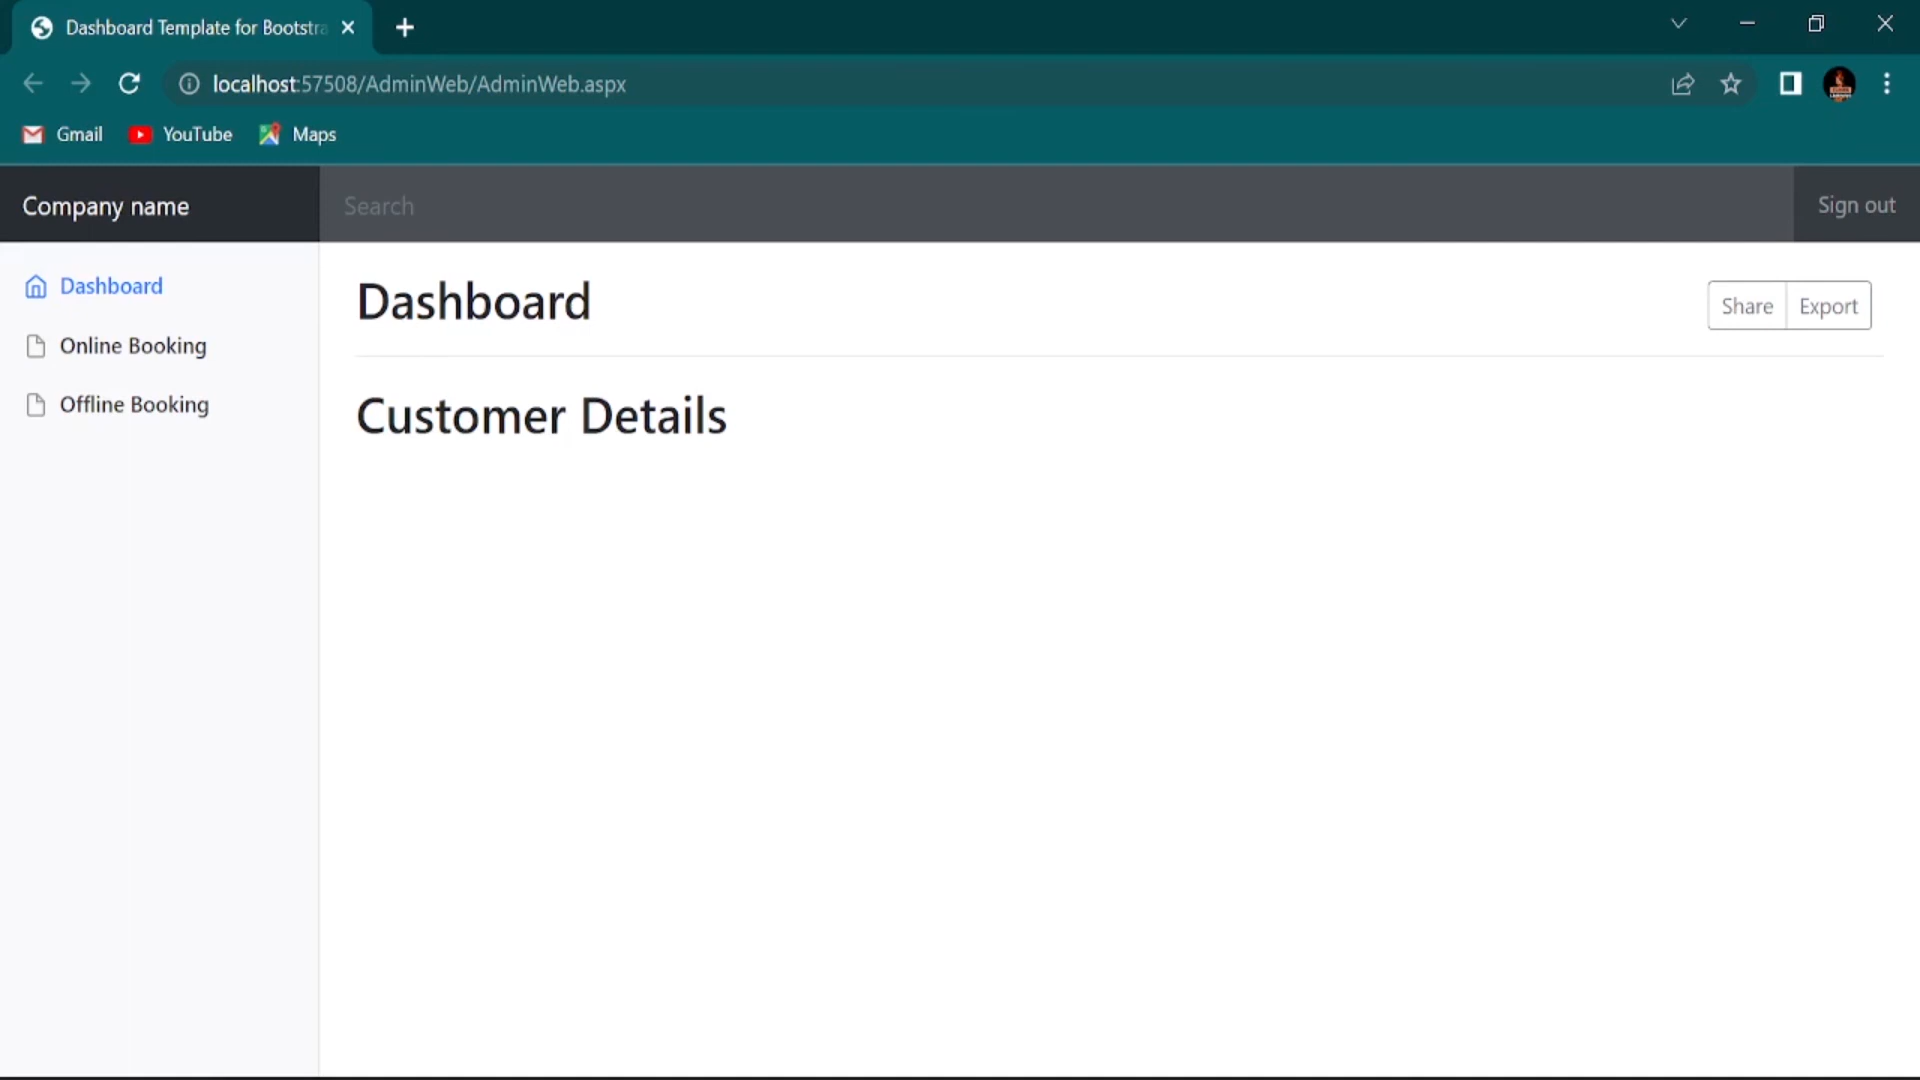 Dashboard Template for Bootstra
localhost:57508/AdminWeb/AdminWeb.aspx
Gmail YouTube Maps
Company name Search Sign out
Dashboard
Online Booking
Offline Booking
Dashboard
Share Export
Customer Details